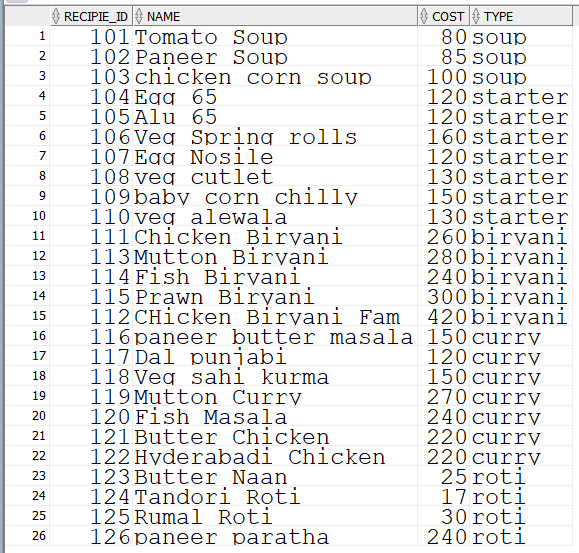 RECIPIE_ID NAME COST TYPE
1 101 Tomato Soup 80 soup
2 102 Paneer Soup 85 soup
3 103 chicken corn soup 100 soup
4 104 Egg 65 120 starter
5 105 Alu 65 120 starter
6 106 Veg Spring rolls 160 starter
7 107 Egg Nosile 120 starter
8 108 veg cutlet 130 starter
9 109 baby corn chilly 150 starter
10 110 veg alewala 130 starter
11 111 Chicken Biryani 260 biryani
12 113 Mutton Biryani 280 biryani
13 114 Fish Biryani 240 biryani
14 115 Prawn Biryani 300 biryani
15 112 CHicken Biryani Fam 420 biryani
16 116 paneer butter masala 150 curry
17 117 Dal punjabi 120 curry
18 118 Veg sahi kurma 150 curry
19 119 Mutton Curry 270 curry
20 120 Fish Masala 240 curry
21 121 Butter Chicken 220 curry
22 122 Hyderabadi Chicken 220 curry
23 123 Butter Naan 25 roti
24 124 Tandori Roti 17 roti
25 125 Rumal Roti 30 roti
26 126 paneer paratha 240 roti